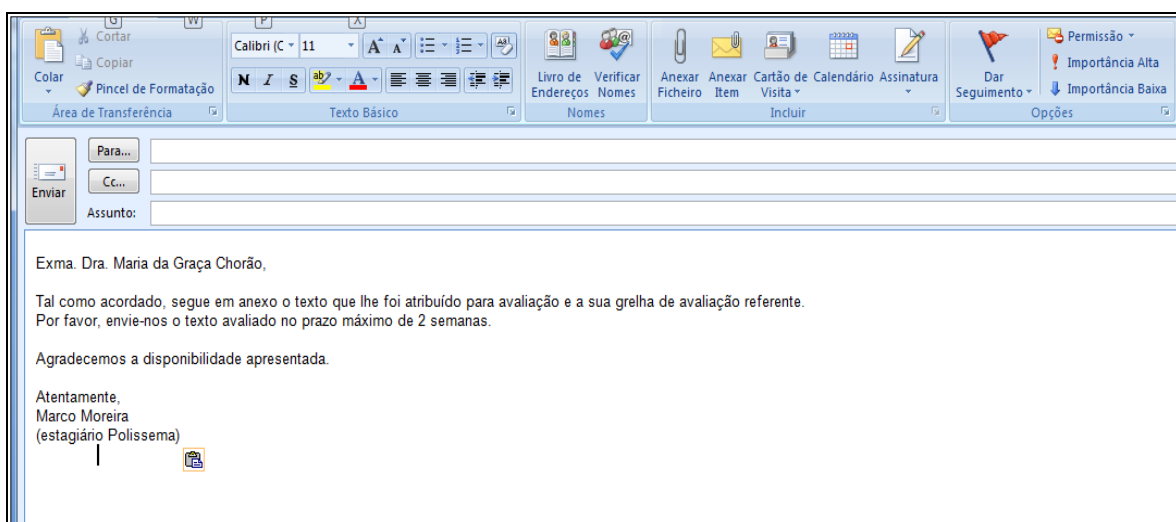 G W P X
Cortar
Copiar
Colar
Pincel de Formatação
Área de Transferência
Calibri (C 11 A A
N I S ab A
Texto Básico
Livro de Endereços
Verificar Nomes
Nomes
Anexar Ficheiro
Anexar Item
Cartão de Visita
Calendário
Assinatura
Incluir
Dar Seguimento
Permissão
Importância Alta
Importância Baixa
Opções
Enviar
Para...
Cc...
Assunto:
Exma. Dra. Maria da Graça Chorão,
Tal como acordado, segue em anexo o texto que lhe foi atribuído para avaliação e a sua grelha de avaliação referente.
Por favor, envie-nos o texto avaliado no prazo máximo de 2 semanas.
Agradecemos a disponibilidade apresentada.
Atentamente,
Marco Moreira
(estagiário Polissema)